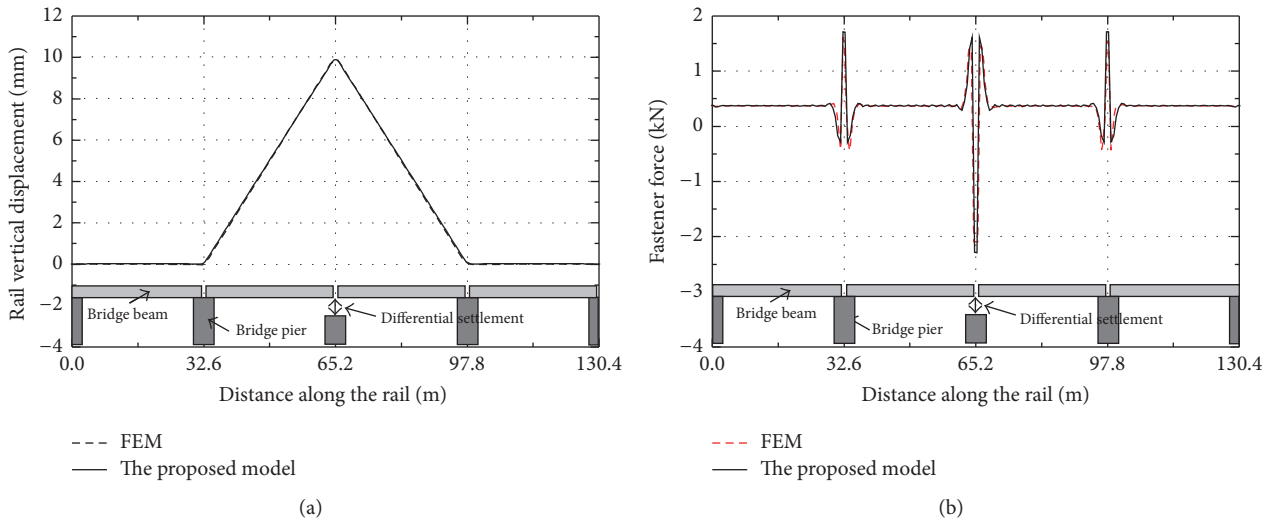 Rail vertical displacement (mm)
12
10
8
6
4
2
0
−2
−4
Bridge beam
Bridge pier
Differential settlement
0.0 32.6 65.2 97.8 130.4
Distance along the rail (m)
FEM
The proposed model
(a)
Fastener force (kN)
2
1
0
−1
−2
−3
−4
Bridge beam
Bridge pier
Differential settlement
0.0 32.6 65.2 97.8 130.4
Distance along the rail (m)
FEM
The proposed model
(b)